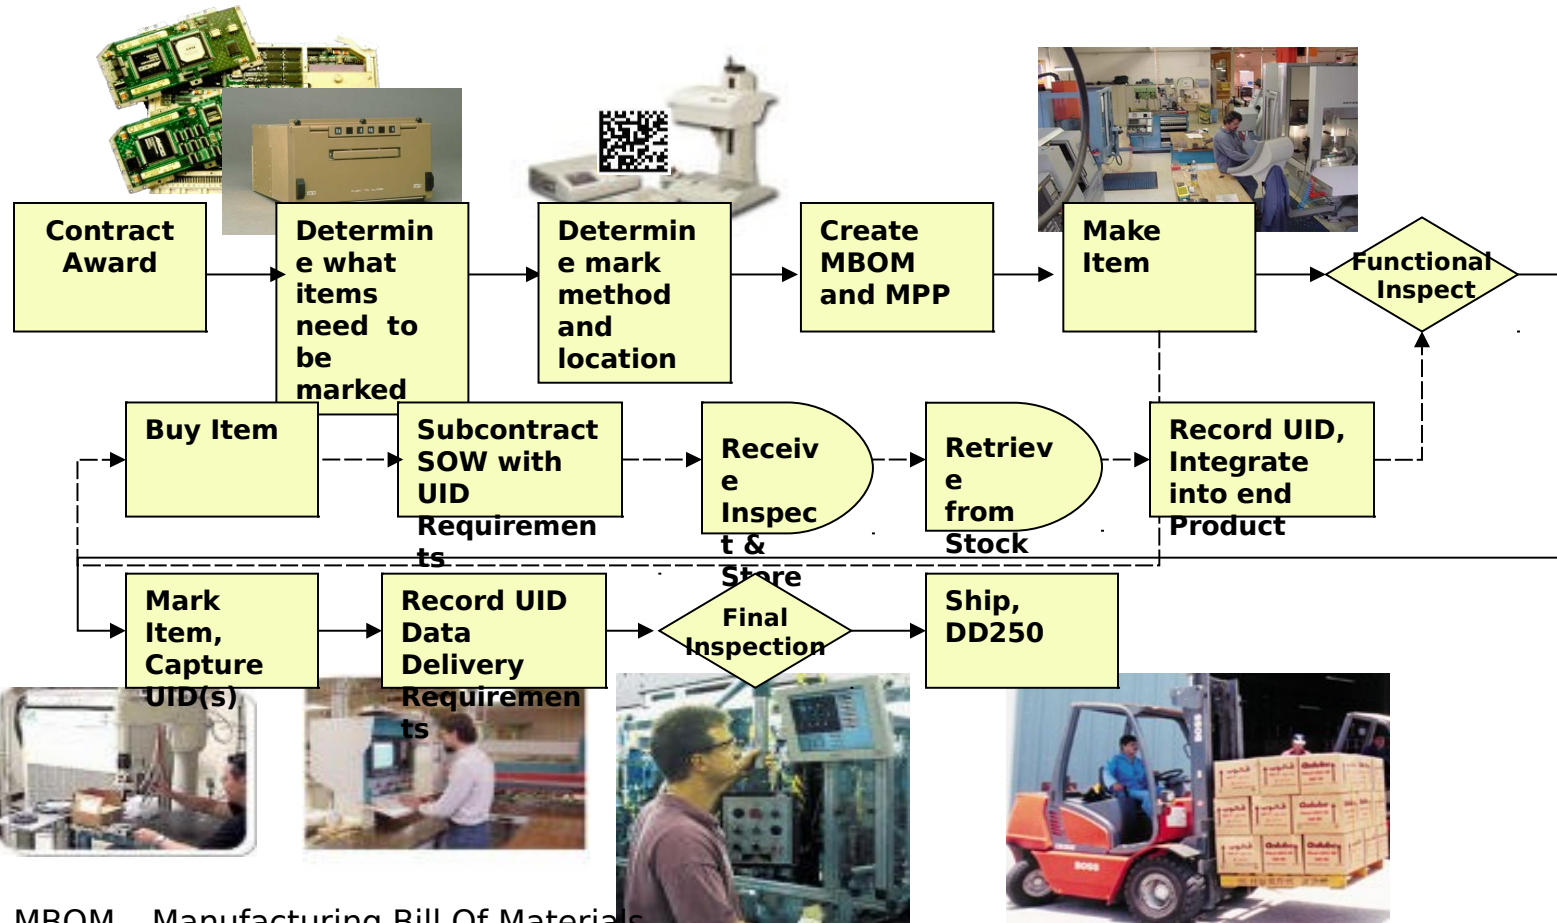 Contract
Award
Determin
e what
items
need  to
be
marked
Determin
e mark
method
and
location
Create
MBOM
and MPP
Make
Item
Functional
Inspect
Buy Item
Subcontract
SOW with
UID
Requiremen
ts
Receiv
e
Inspec
t &
Store
Retriev
e
from
Stock
Record UID,
Integrate
into end
Product
Mark
Item,
Capture
UID(s)
Record UID
Data
Delivery
Requiremen
ts
Final
Inspection
Ship,
DD250
BOSS
BOSS
MBOM – Manufacturing Bill Of Materials